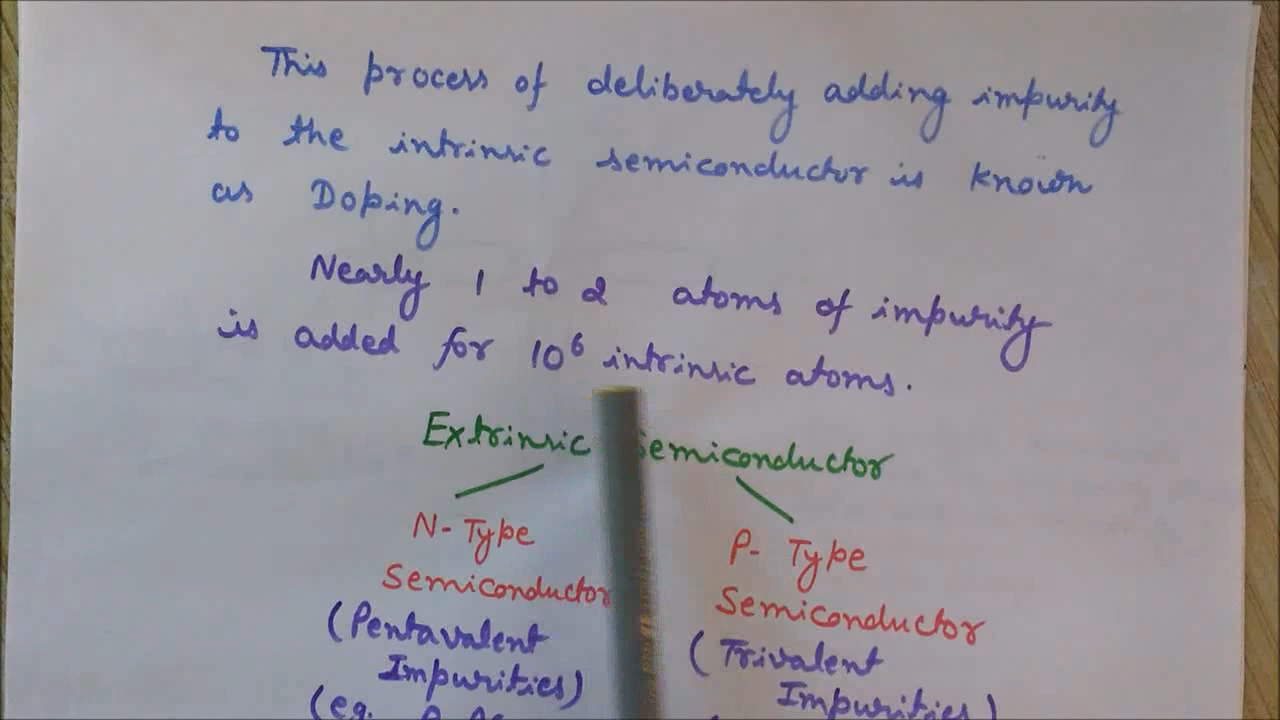 This process of deliberately adding impurity
to the intrinsic semiconductor is known
as Doping.
Nearly 1 to 2 atoms of impurity
is added for 10⁶ intrinsic atoms.
Extrinsic Semiconductor
N-Type P-Type
Semiconductor Semiconductor
(Pentavalent (Trivalent
Impurities) Impurities)
(eg.